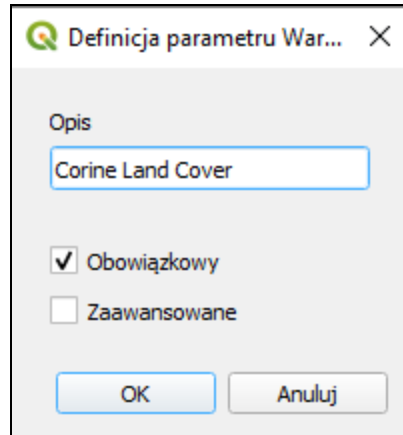 Definicja parametru War...
Opis
Corine Land Cover
Obowiązkowy
Zaawansowane
OK Anuluj